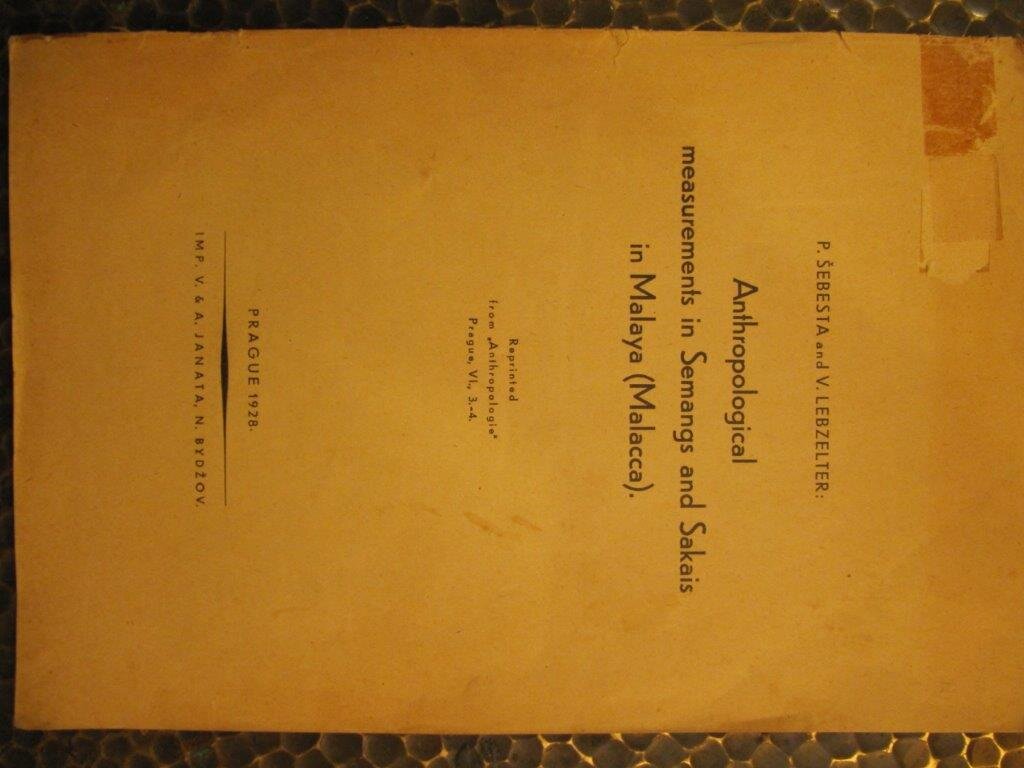 P. ŠEBESTA and V. LEBZELTER:
Anthropological
measurements in Semangs and Sakais
in Malaya (Malacca).
Reprinted
from „Anthropologie"
Prague, VI., 3.-4.
PRAGUE 1928.
IMP. V. & A. JANATA, N. BYDŽOV.